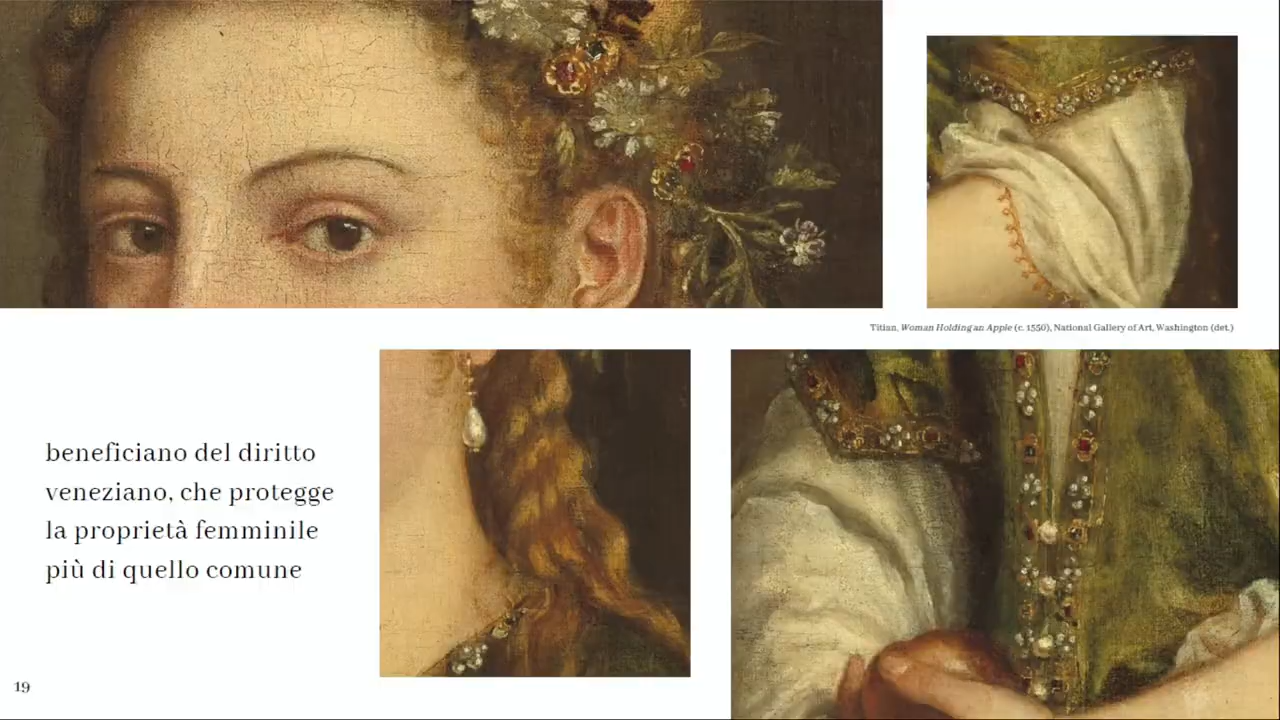 Titian, Woman Holding an Apple (c. 1550), National Gallery of Art, Washington (det.)
beneficiano del diritto
veneziano, che protegge
la proprietà femminile
più di quello comune
19